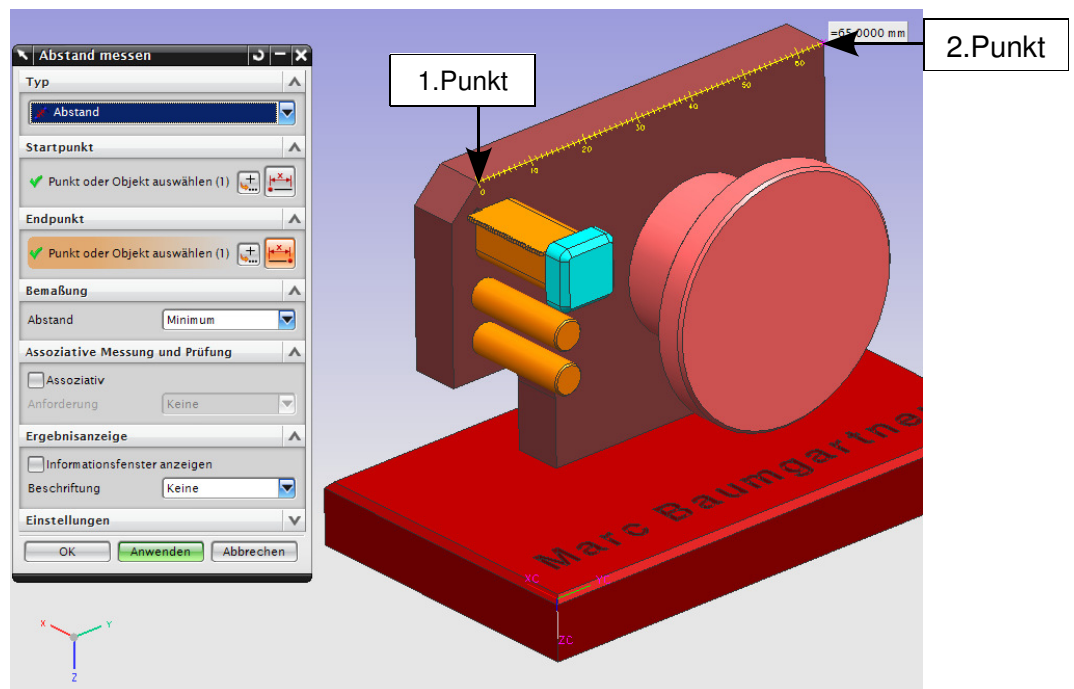 Abstand messen
Typ
Abstand
Startpunkt
Punkt oder Objekt auswählen (1)
Endpunkt
Punkt oder Objekt auswählen (1)
Bemaßung
Abstand Minimum
Assoziative Messung und Prüfung
Assoziativ
Anforderung Keine
Ergebnisanzeige
Informationsfenster anzeigen
Beschriftung Keine
Einstellungen
OK Anwenden Abbrechen
1.Punkt
2.Punkt
=65.0000 mm
0 10 20 30 40 50 60
Marc Baumgartner
XC YC
ZC
X Y
Z